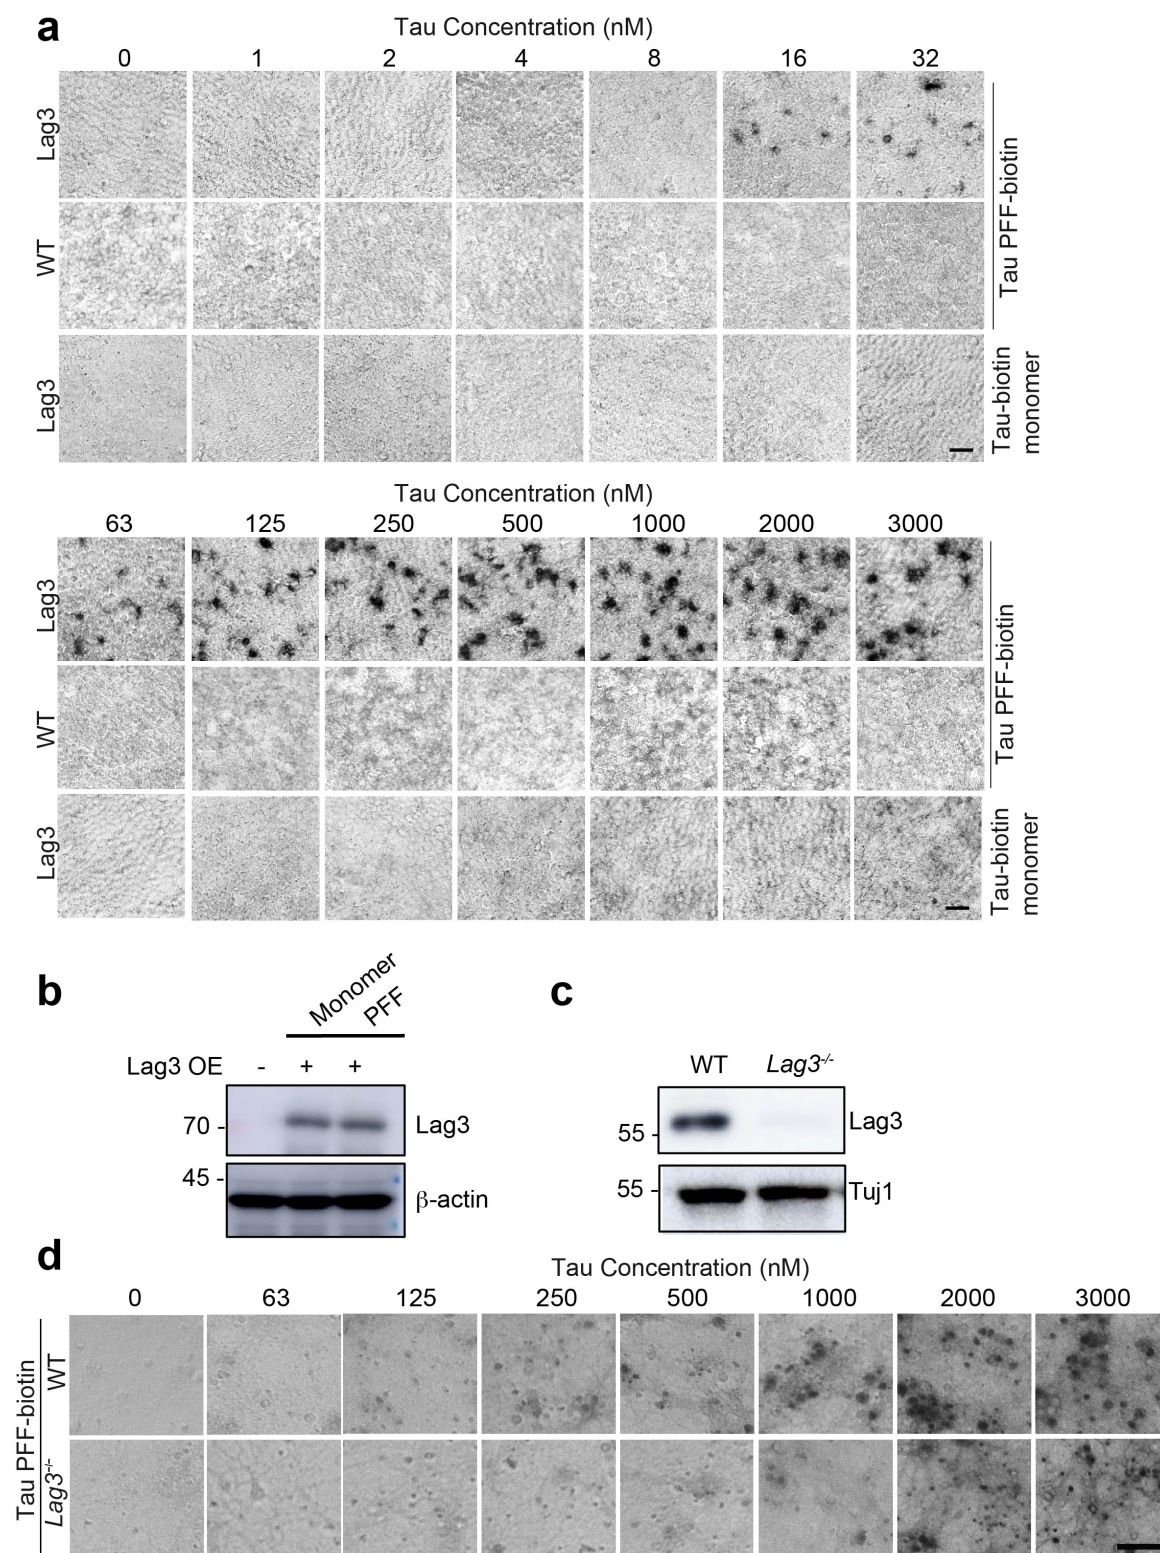 a
Tau Concentration (nM)
0 1 2 4 8 16 32
Lag3
WT
Lag3
Tau PFF-biotin
Tau-biotin
monomer
Tau Concentration (nM)
63 125 250 500 1000 2000 3000
Lag3
WT
Lag3
Tau PFF-biotin
Tau-biotin
monomer
b
Monomer
PFF
Lag3 OE - + +
70 - Lag3
45 -
β-actin
c
WT Lag3-/-
55 - Lag3
55 - Tuj1
d
Tau Concentration (nM)
0 63 125 250 500 1000 2000 3000
Tau PFF-biotin
WT
Lag3-/-